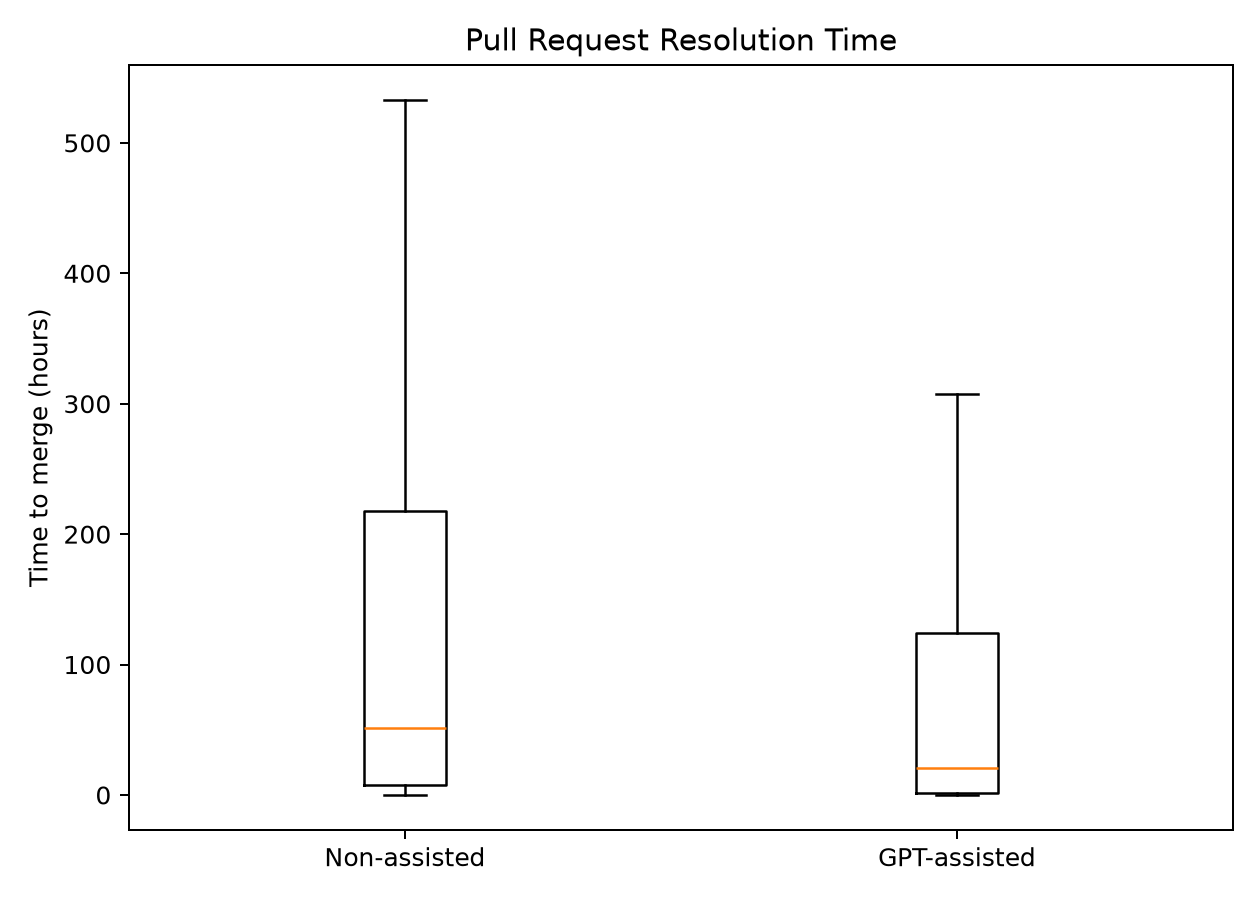 Pull Request Resolution Time
Time to merge (hours)
500
400
300
200
100
0
Non-assisted
GPT-assisted